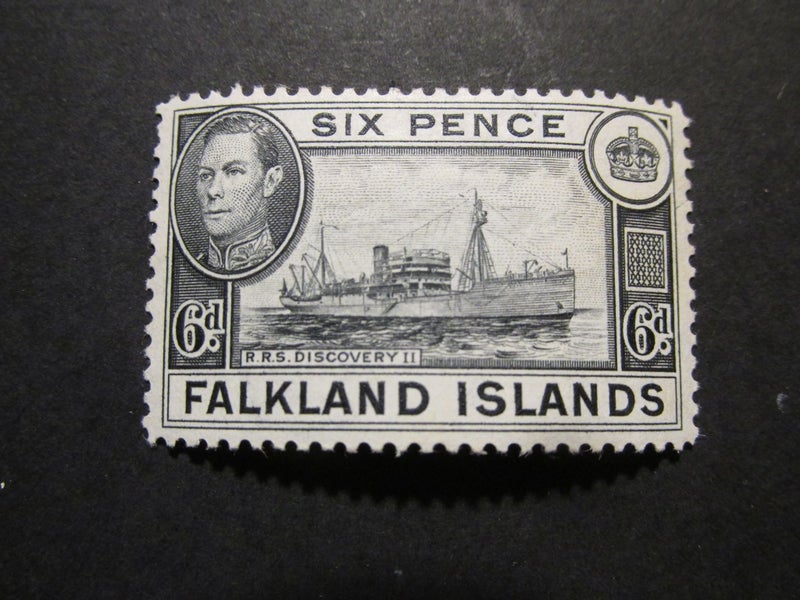 SIX PENCE
6d.
6d.
R.R.S. DISCOVERY II
FALKLAND ISLANDS